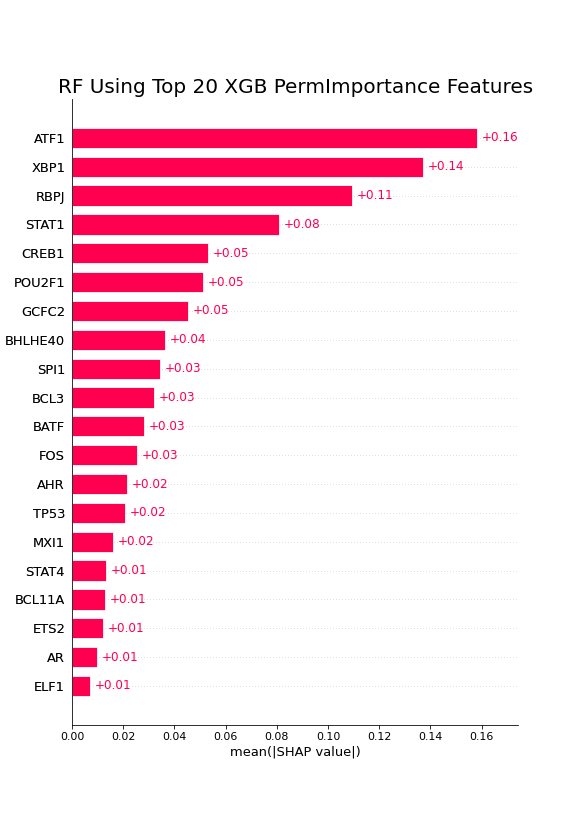 RF Using Top 20 XGB PermImportance Features
ATF1 +0.16
XBP1 +0.14
RBPJ +0.11
STAT1 +0.08
CREB1 +0.05
POU2F1 +0.05
GCFC2 +0.05
BHLHE40 +0.04
SPI1 +0.03
BCL3 +0.03
BATF +0.03
FOS +0.03
AHR +0.02
TP53 +0.02
MXI1 +0.02
STAT4 +0.01
BCL11A +0.01
ETS2 +0.01
AR +0.01
ELF1 +0.01
0.00 0.02 0.04 0.06 0.08 0.10 0.12 0.14 0.16
mean(|SHAP value|)